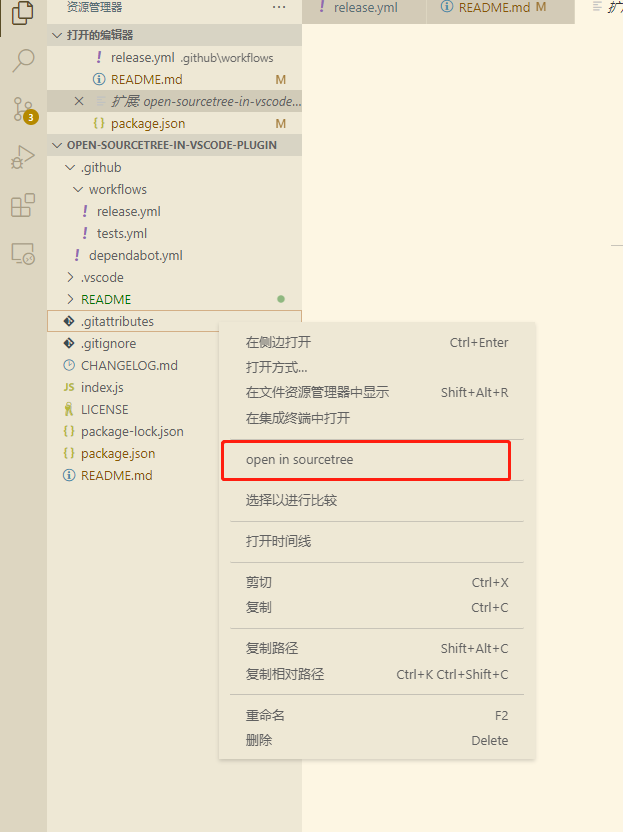 资源管理器 ··· release.yml README.md M
打开的编辑器
release.yml .github\workflows
README.md M
扩展: open-sourcetree-in-vscode...
package.json M
OPEN-SOURCETREE-IN-VSCODE-PLUGIN
.github
workflows
release.yml
tests.yml
dependabot.yml
.vscode
README
.gitattributes
.gitignore
CHANGELOG.md
JS index.js
LICENSE
package-lock.json
package.json
README.md
3
在侧边打开 Ctrl+Enter
打开方式...
在文件资源管理器中显示 Shift+Alt+R
在集成终端中打开
open in sourcetree
选择以进行比较
打开时间线
剪切 Ctrl+X
复制 Ctrl+C
复制路径 Shift+Alt+C
复制相对路径 Ctrl+K Ctrl+Shift+C
重命名 F2
删除 Delete